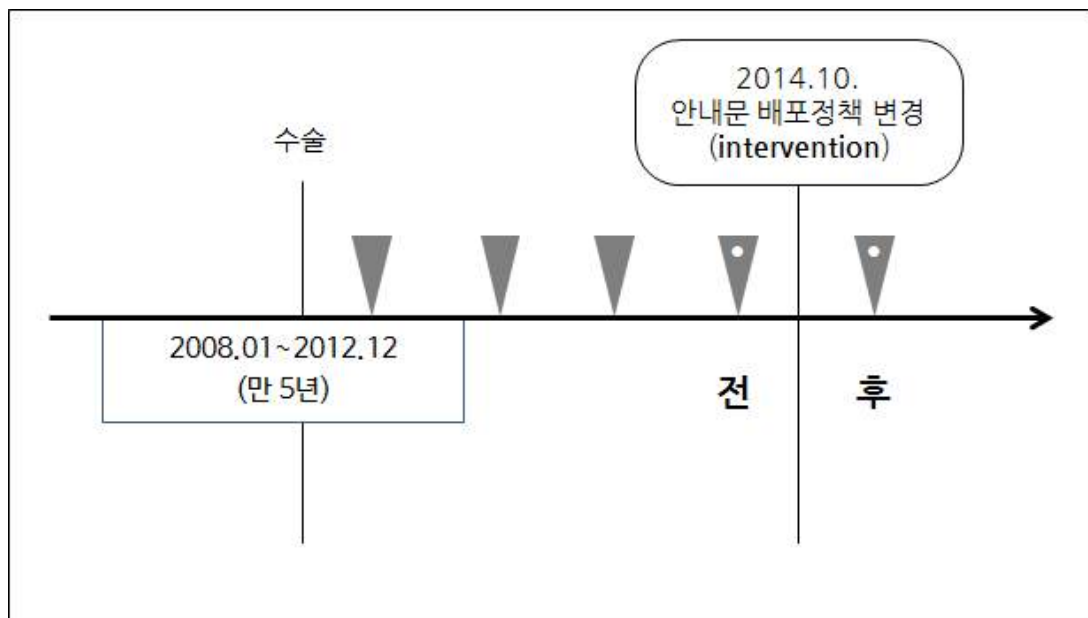 2014.10.
안내문 배포정책 변경
(intervention)
수술
2008.01~2012.12
(만 5년)
전
후